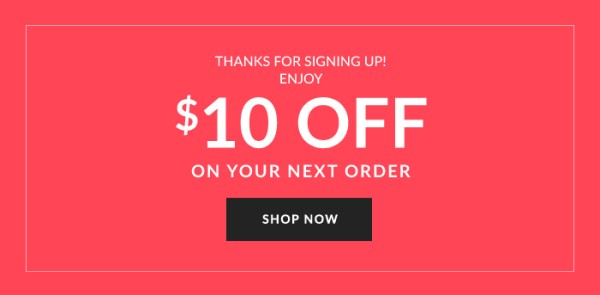 THANKS FOR SIGNING UP!
ENJOY
$10 OFF
ON YOUR NEXT ORDER
SHOP NOW